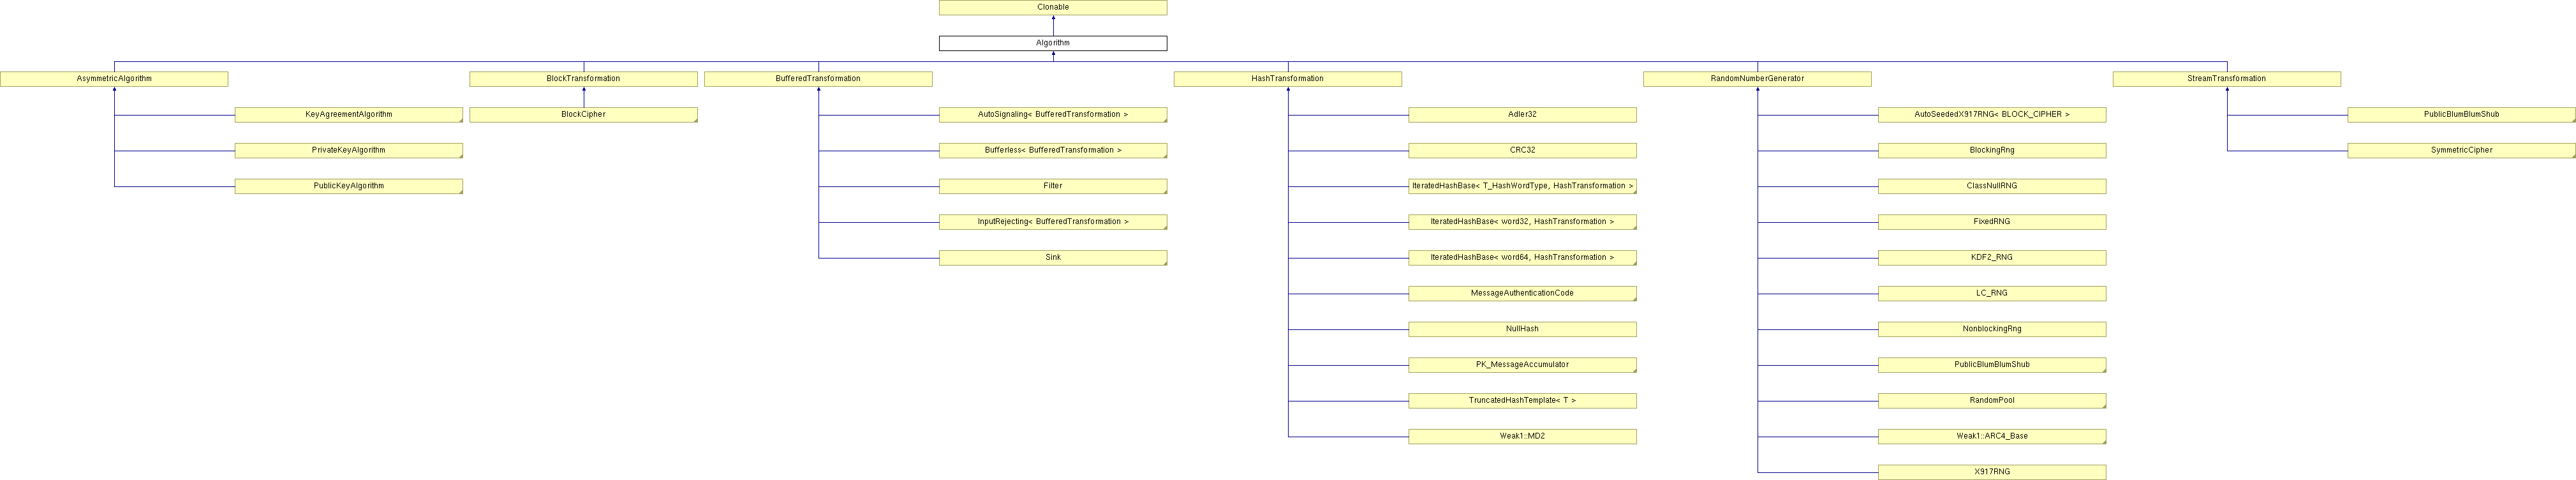 Clonable
Algorithm
AsymmetricAlgorithm
BlockTransformation
BufferedTransformation
HashTransformation
RandomNumberGenerator
StreamTransformation
KeyAgreementAlgorithm
BlockCipher
AutoSignaling< BufferedTransformation >
Adler32
AutoSeededX917RNG< BLOCK_CIPHER >
PublicBlumBlumShub
PrivateKeyAlgorithm
Bufferless< BufferedTransformation >
CRC32
BlockingRng
SymmetricCipher
PublicKeyAlgorithm
Filter
IteratedHashBase< T_HashWordType, HashTransformation >
ClassNullRNG
InputRejecting< BufferedTransformation >
IteratedHashBase< word32, HashTransformation >
FixedRNG
Sink
IteratedHashBase< word64, HashTransformation >
KDF2_RNG
MessageAuthenticationCode
LC_RNG
NullHash
NonblockingRng
PK_MessageAccumulator
PublicBlumBlumShub
TruncatedHashTemplate< T >
RandomPool
Weak1::MD2
Weak1::ARC4_Base
X917RNG